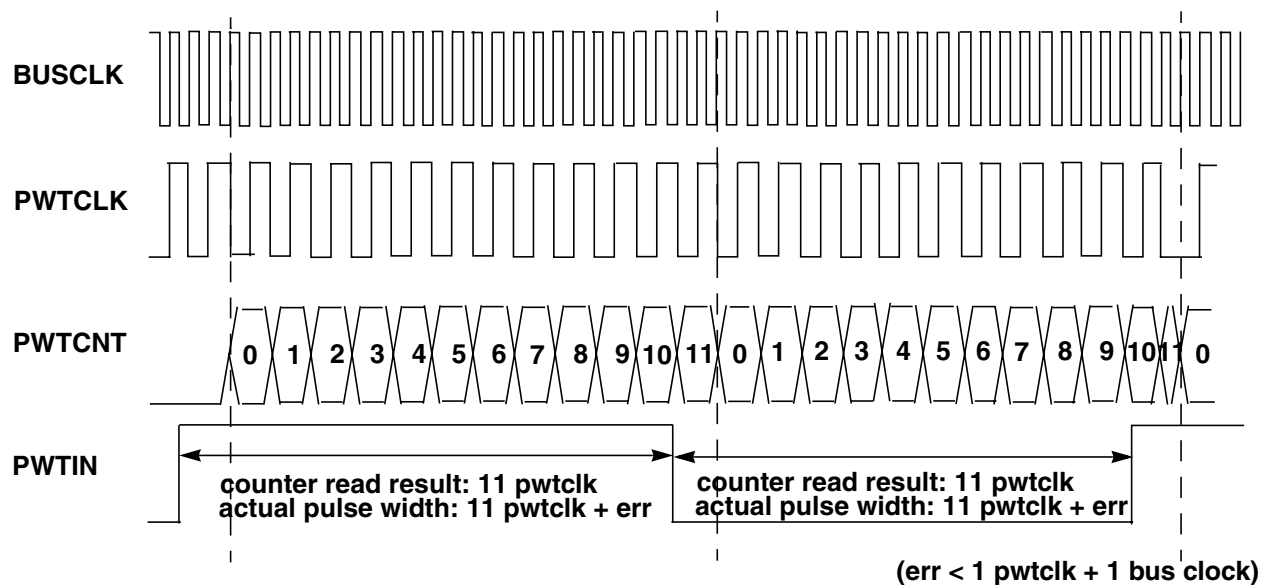 BUSCLK
PWTCLK
PWTCNT
0 1 2 3 4 5 6 7 8 9 10 11 0 1 2 3 4 5 6 7 8 9 10 11 0
PWTIN
counter read result: 11 pwtclk
actual pulse width: 11 pwtclk + err
counter read result: 11 pwtclk
actual pulse width: 11 pwtclk + err
(err < 1 pwtclk + 1 bus clock)